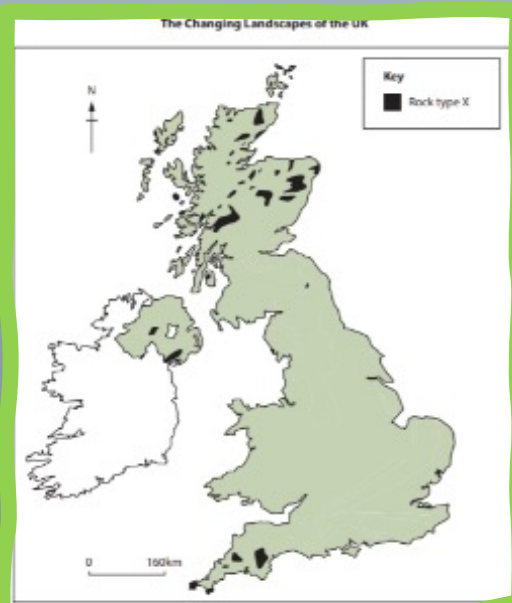 The Changing Landscapes of the UK
Key
Rock type X
N
0 160km